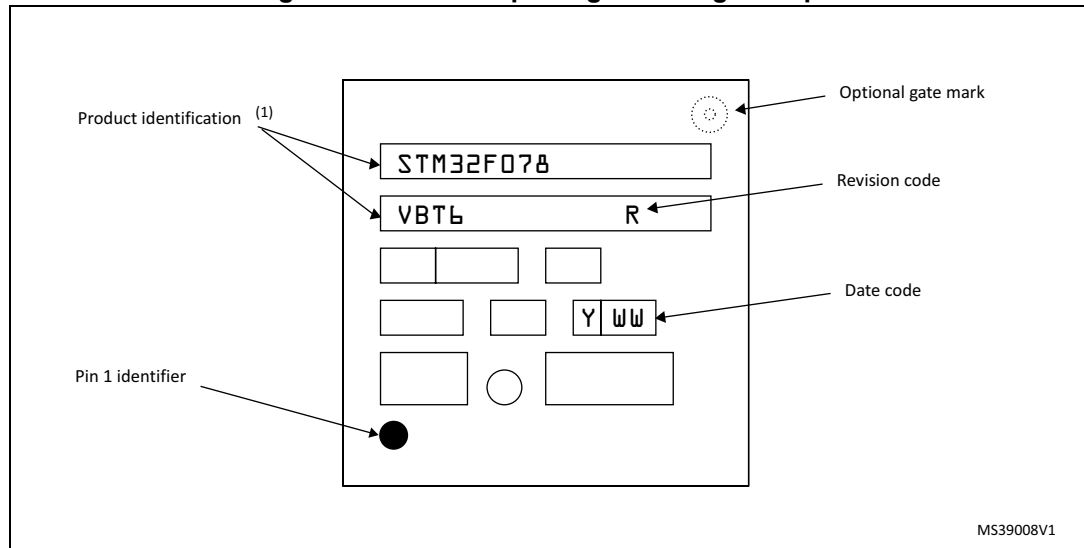 Optional gate mark
Product identification (1)
STM32F078
Revision code
VBT6 R
Date code
Y WW
Pin 1 identifier
MS39008V1